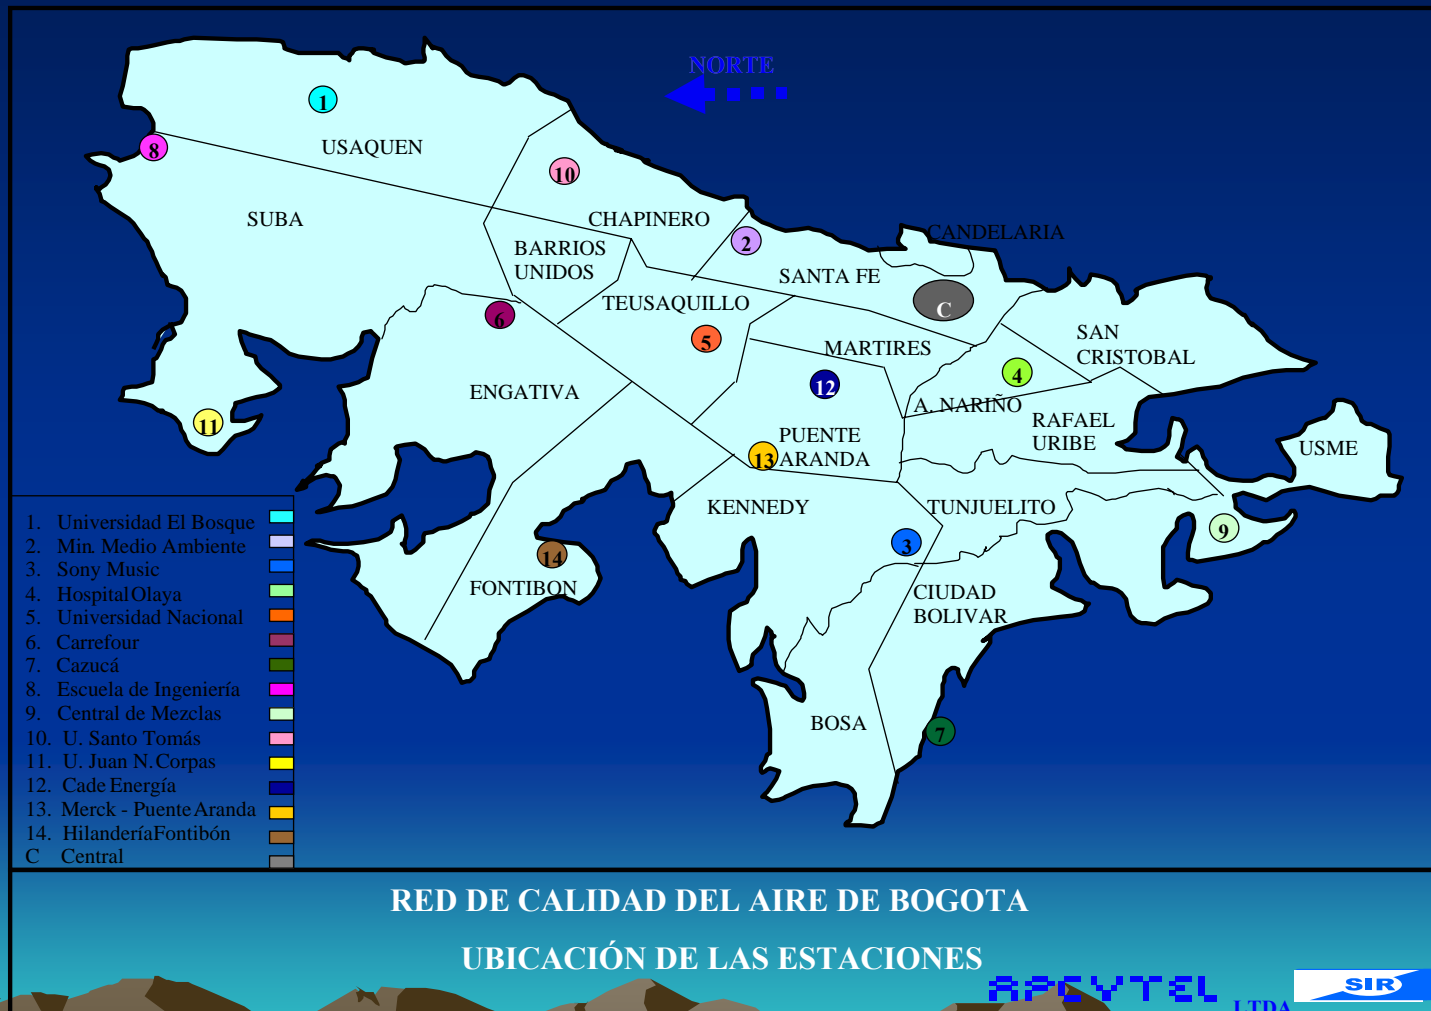 NORTE
1
USAQUEN
8
10
SUBA
CHAPINERO
2
CANDELARIA
BARRIOS
UNIDOS
SANTA FE
TEUSAQUILLO
C
6
5
MARTIRES
SAN
CRISTOBAL
4
12
ENGATIVA
A. NARIÑO
11
RAFAEL
URIBE
PUENTE
ARANDA
13
USME
KENNEDY
TUNJUELITO
9
3
14
FONTIBON
CIUDAD
BOLIVAR
BOSA
7
1. Universidad El Bosque
2. Min. Medio Ambiente
3. Sony Music
4. Hospital Olaya
5. Universidad Nacional
6. Carrefour
7. Cazucá
8. Escuela de Ingeniería
9. Central de Mezclas
10. U. Santo Tomás
11. U. Juan N. Corpas
12. Cade Energía
13. Merck - Puente Aranda
14. Hilandería Fontibón
C Central
RED DE CALIDAD DEL AIRE DE BOGOTA
UBICACIÓN DE LAS ESTACIONES
LTDA
SIR